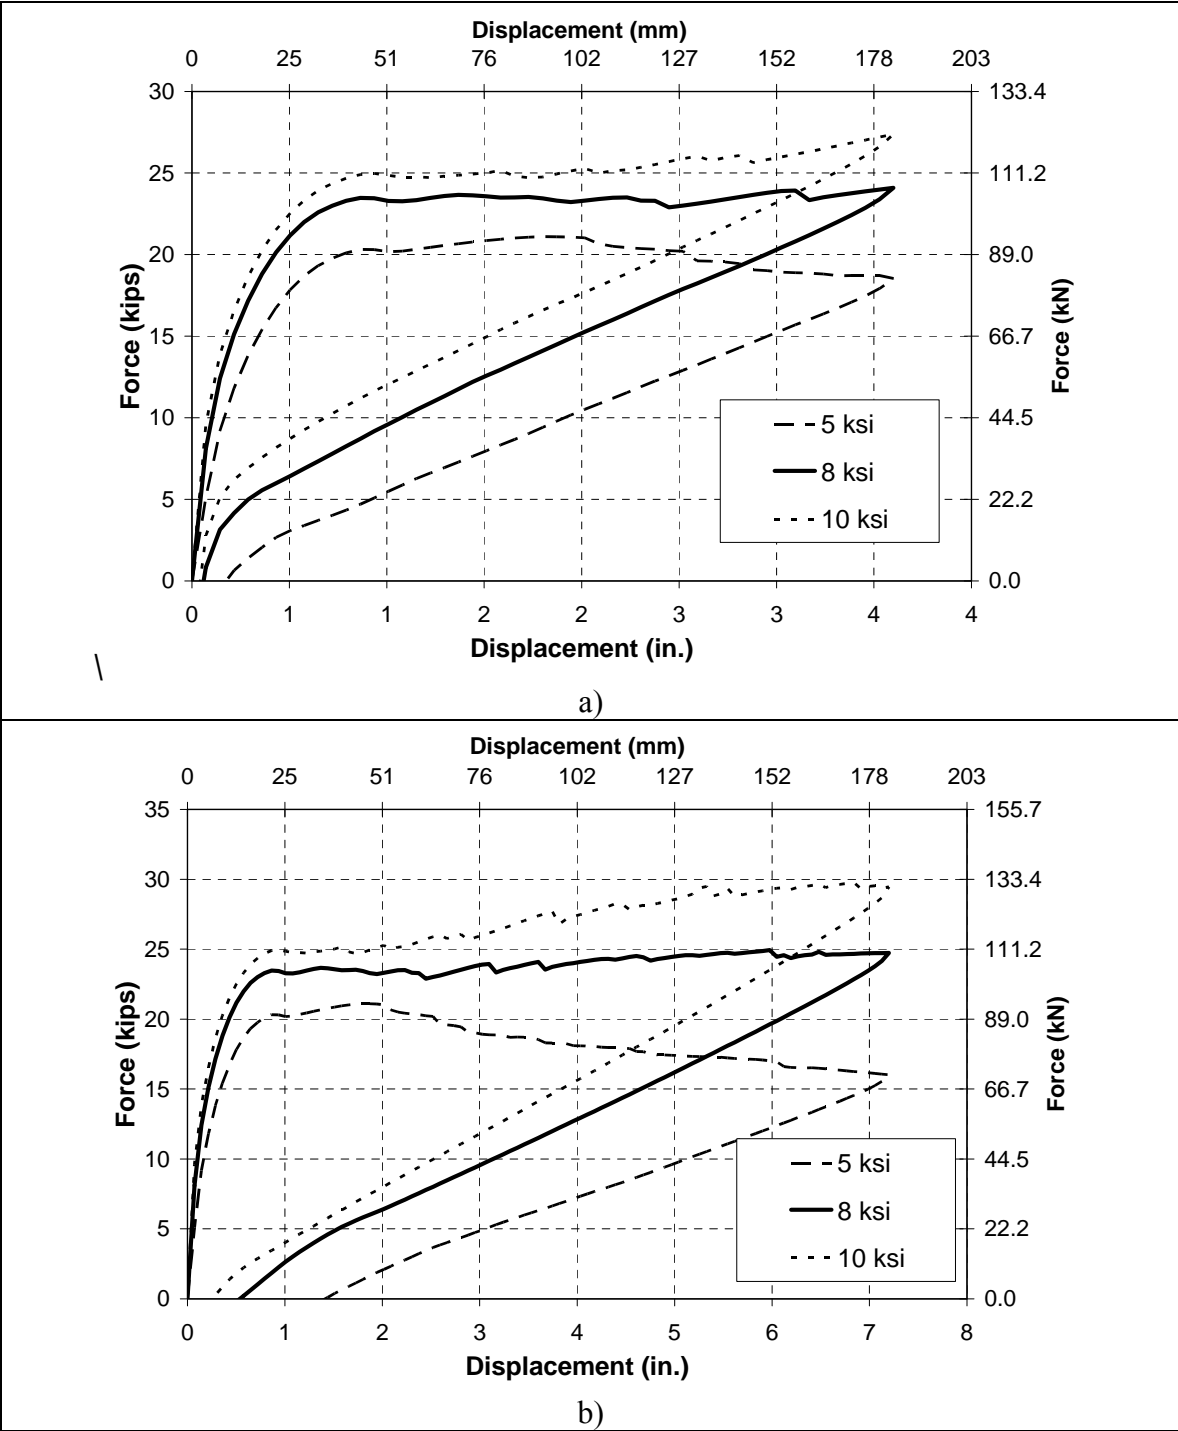 Displacement (mm)
0 25 51 76 102 127 152 178 203
30 133.4
25 111.2
20 89.0
15 66.7
10 44.5
5 22.2
0 0.0
Force (kips)
Force (kN)
5 ksi
8 ksi
10 ksi
0 1 1 2 2 3 3 4 4
Displacement (in.)
\
a)
Displacement (mm)
0 25 51 76 102 127 152 178 203
35 155.7
30 133.4
25 111.2
20 89.0
15 66.7
10 44.5
5 22.2
0 0.0
Force (kips)
Force (kN)
5 ksi
8 ksi
10 ksi
0 1 2 3 4 5 6 7 8
Displacement (in.)
b)